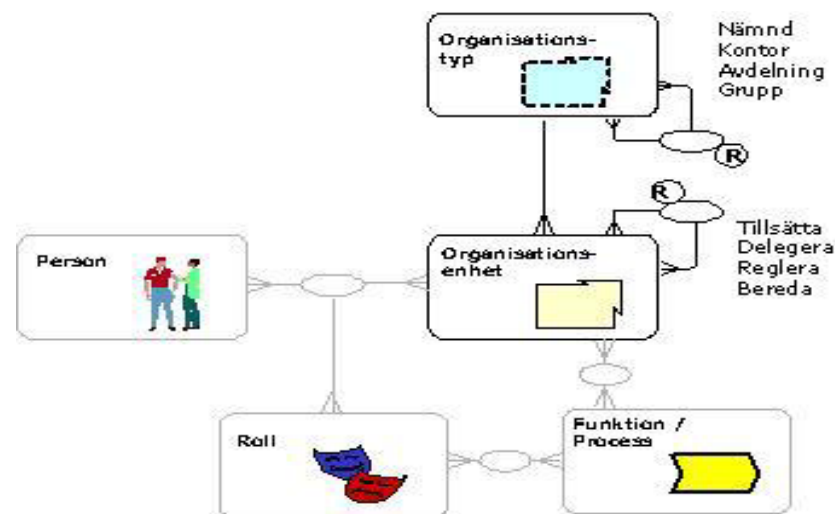 Organisations-
typ
Nämnd
Kontor
Avdelning
Grupp
R
R
Tillsätta
Delegera
Reglera
Bereda
Person
Organisations-
enhet
Roll
Funktion /
Process